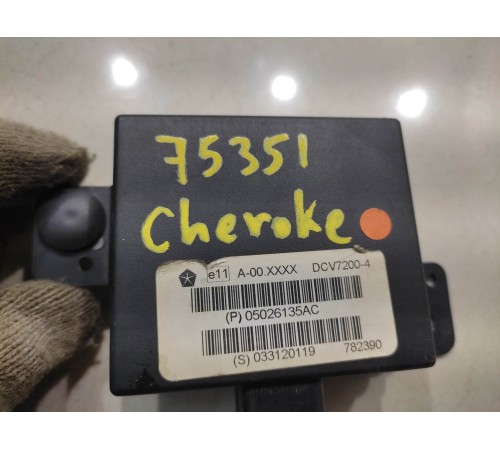 75351
Cheroke
e11 A-00.XXXX DCV7200-4
(P) 05026135AC
(S) 033120119 782390